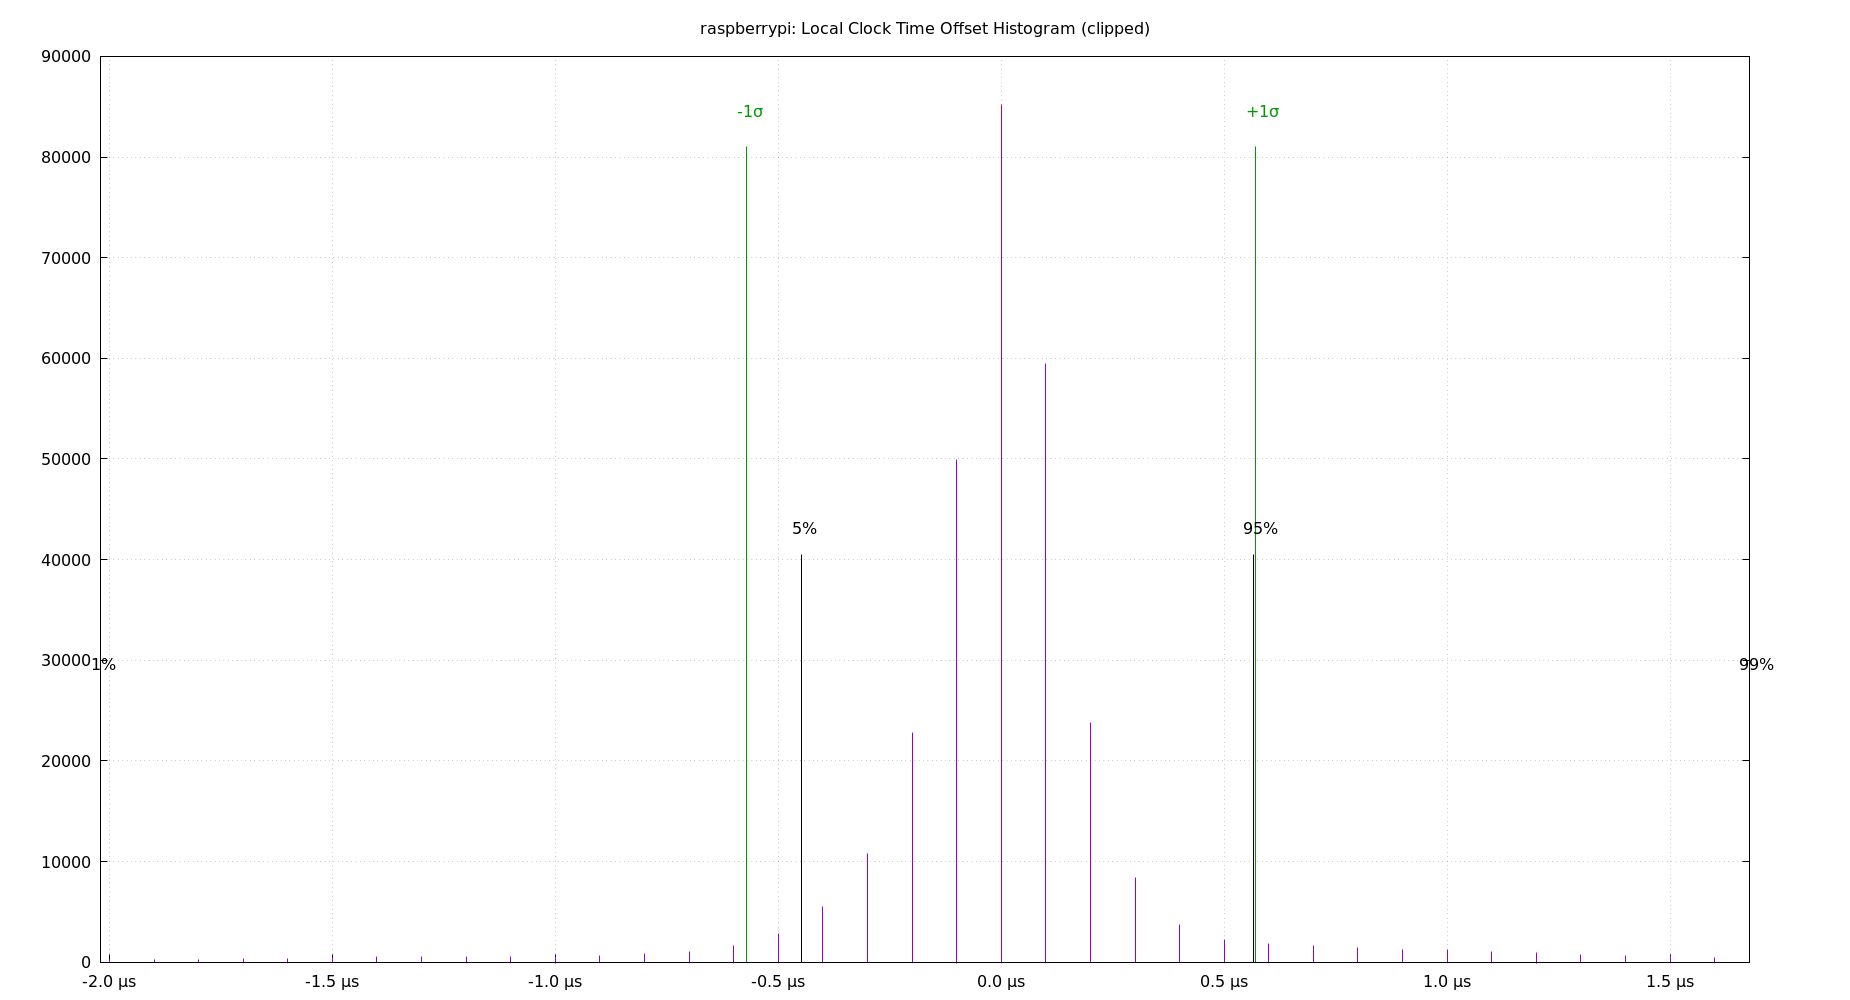 raspberrypi: Local Clock Time Offset Histogram (clipped)
90000
-1σ
+1σ
80000
70000
60000
50000
5%
95%
40000
30000
1%
99%
20000
10000
0
-2.0 µs
-1.5 µs
-1.0 µs
-0.5 µs
0.0 µs
0.5 µs
1.0 µs
1.5 µs